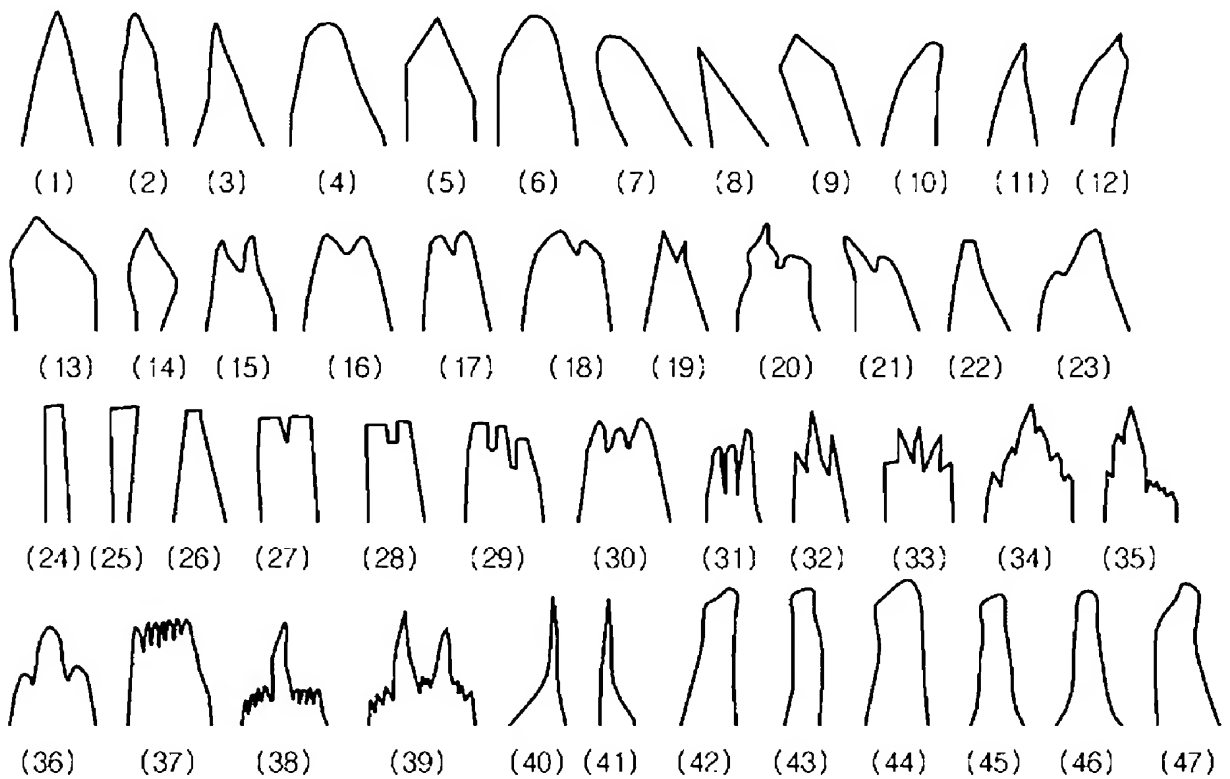 (1) (2) (3) (4) (5) (6) (7) (8) (9) (10) (11) (12)
(13) (14) (15) (16) (17) (18) (19) (20) (21) (22) (23)
(24) (25) (26) (27) (28) (29) (30) (31) (32) (33) (34) (35)
(36) (37) (38) (39) (40) (41) (42) (43) (44) (45) (46) (47)